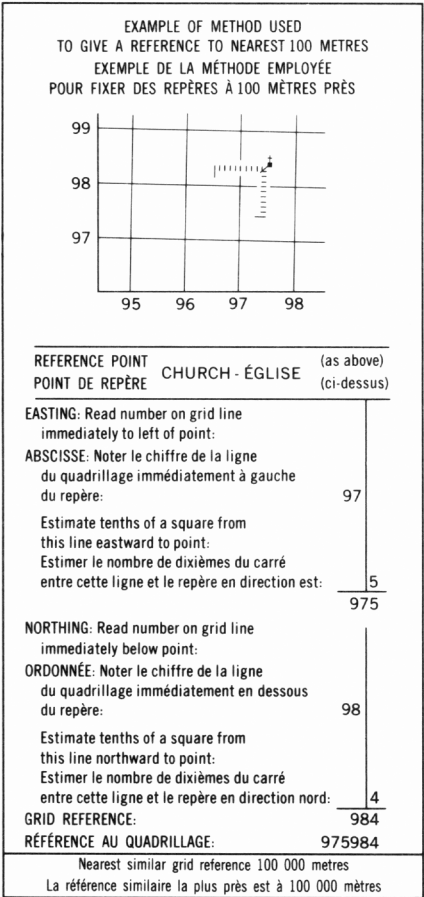 EXAMPLE OF METHOD USED
TO GIVE A REFERENCE TO NEAREST 100 METRES
EXEMPLE DE LA MÉTHODE EMPLOYÉE
POUR FIXER DES REPÈRES À 100 MÈTRES PRÈS
99
98
97
95 96 97 98
REFERENCE POINT
POINT DE REPÈRE
CHURCH - ÉGLISE
(as above)
(ci-dessus)
EASTING: Read number on grid line
immediately to left of point:
ABSCISSE: Noter le chiffre de la ligne
du quadrillage immédiatement à gauche
du repère: 97
Estimate tenths of a square from
this line eastward to point:
Estimer le nombre de dixièmes du carré
entre cette ligne et le repère en direction est: 5
975
NORTHING: Read number on grid line
immediately below point:
ORDONNÉE: Noter le chiffre de la ligne
du quadrillage immédiatement en dessous
du repère: 98
Estimate tenths of a square from
this line northward to point:
Estimer le nombre de dixièmes du carré
entre cette ligne et le repère en direction nord: 4
GRID REFERENCE: 984
RÉFÉRENCE AU QUADRILLAGE: 975984
Nearest similar grid reference 100 000 metres
La référence similaire la plus près est à 100 000 mètres